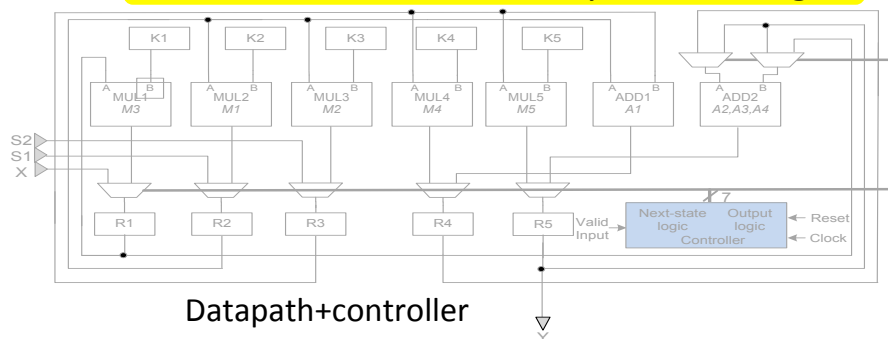 K1 K2 K3 K4 K5
A B A B A B A B A B A B A B
MUL1 MUL2 MUL3 MUL4 MUL5 ADD1 ADD2
M3 M1 M2 M4 M5 A1 A2,A3,A4
S2
S1
X
7
R1 R2 R3 R4 R5
Valid
Input
Next-state Output
logic logic
Controller
Reset
Clock
Datapath+controller